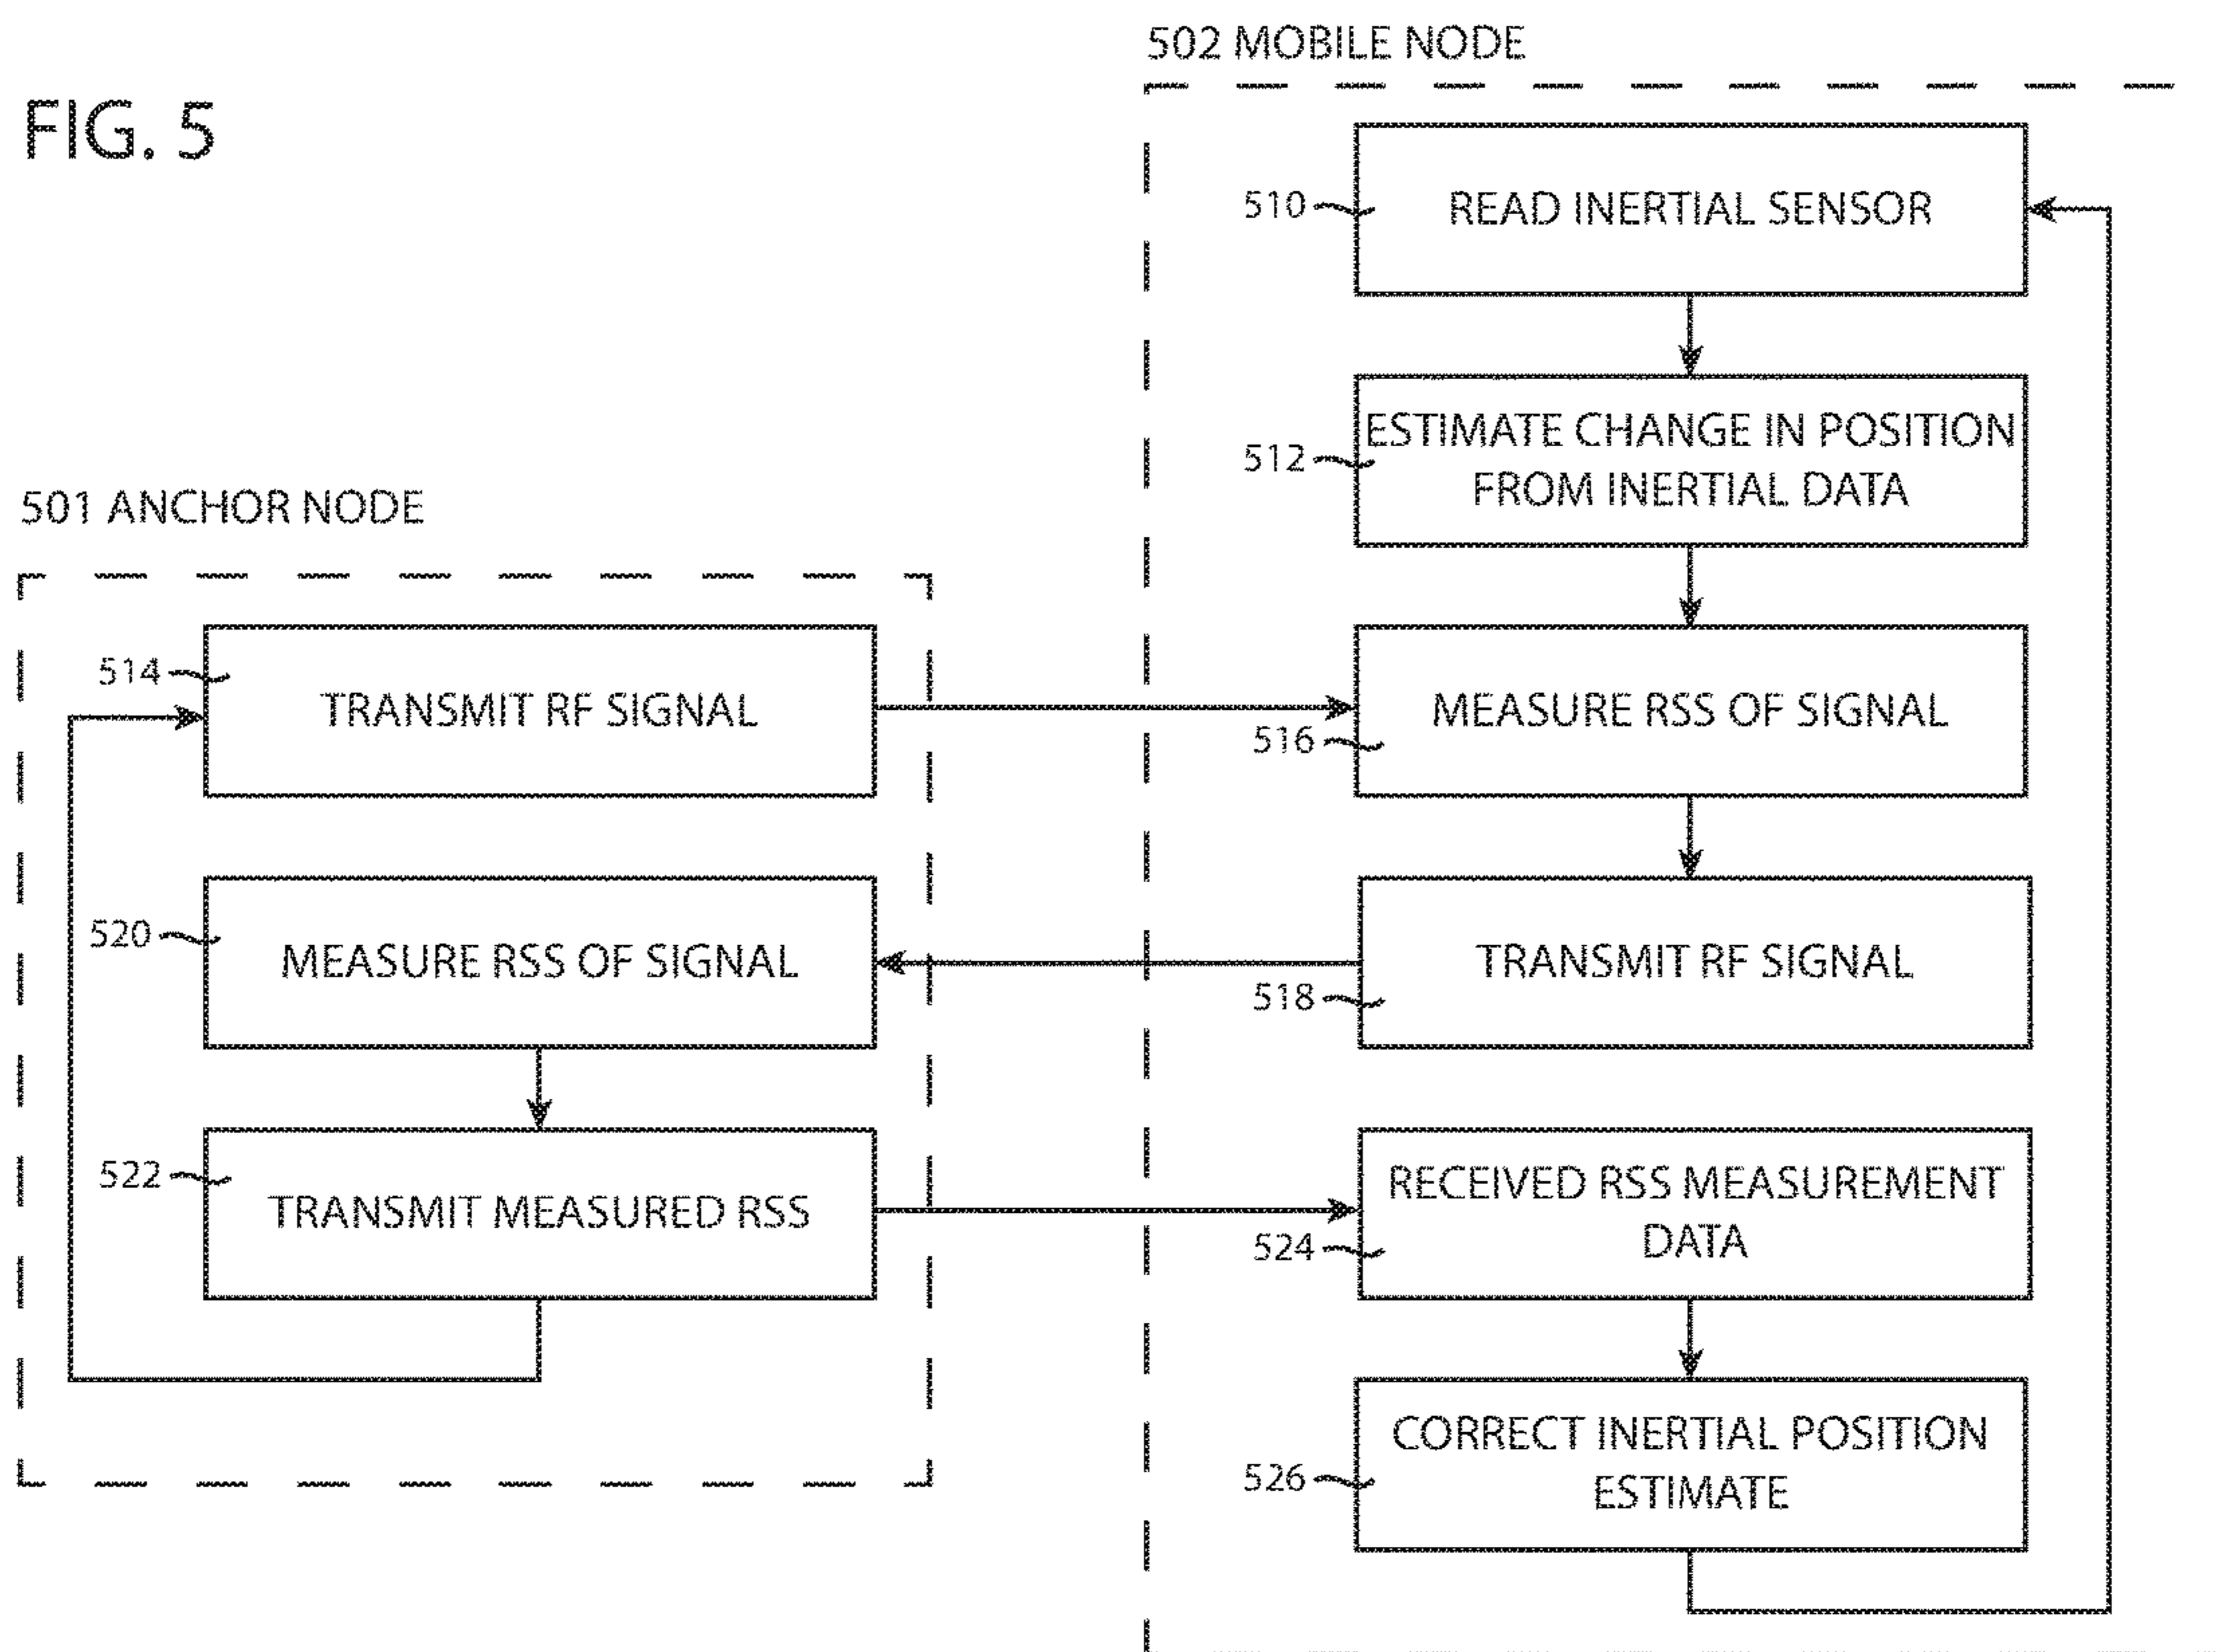 502 MOBILE NODE
FIG. 5
510
READ INERTIAL SENSOR
512
ESTIMATE CHANGE IN POSITION
FROM INERTIAL DATA
501 ANCHOR NODE
514
TRANSMIT RF SIGNAL
516
MEASURE RSS OF SIGNAL
520
MEASURE RSS OF SIGNAL
518
TRANSMIT RF SIGNAL
522
TRANSMIT MEASURED RSS
524
RECEIVED RSS MEASUREMENT
DATA
526
CORRECT INERTIAL POSITION
ESTIMATE